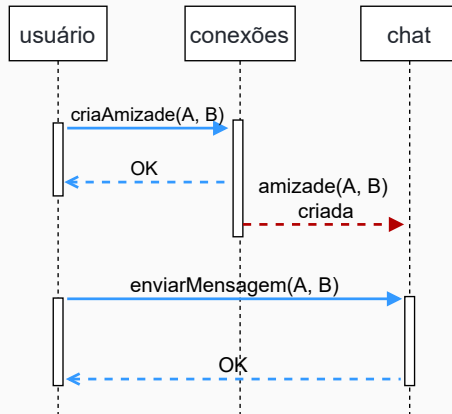 usuário
conexões
chat
criaAmizade(A, B)
OK
amizade(A, B)
criada
enviarMensagem(A, B)
OK